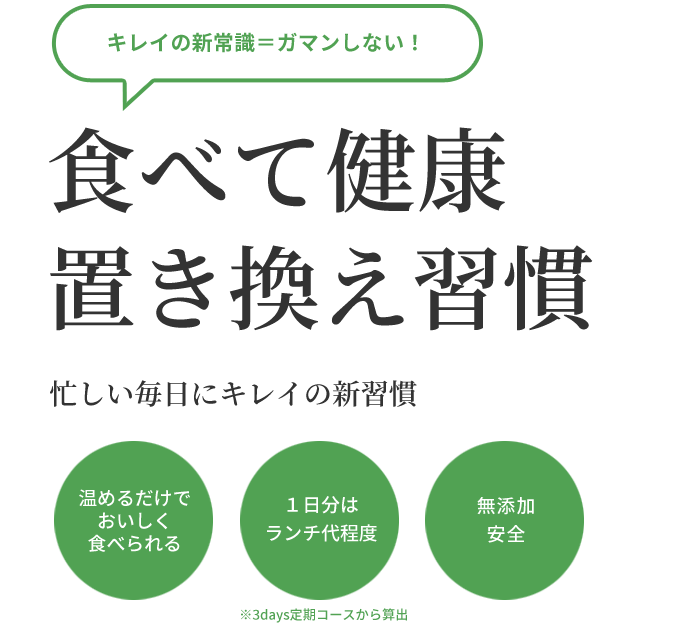 キレイの新常識＝ガマンしない！
食べて健康
置き換え習慣
忙しい毎日にキレイの新習慣
温めるだけで
おいしく
食べられる
１日分は
ランチ代程度
無添加
安全
※3days定期コースから算出